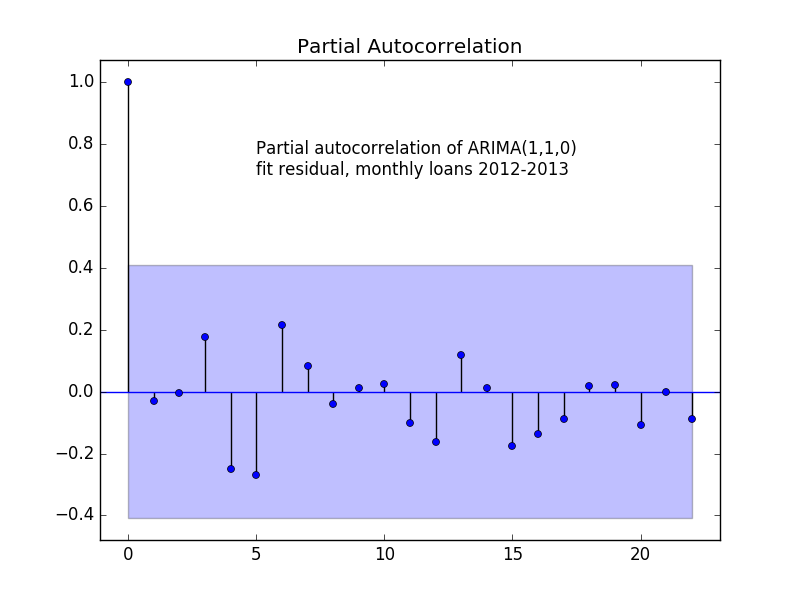 Partial Autocorrelation
1.0
0.8
Partial autocorrelation of ARIMA(1,1,0)
fit residual, monthly loans 2012-2013
0.6
0.4
0.2
0.0
−0.2
−0.4
0 5 10 15 20